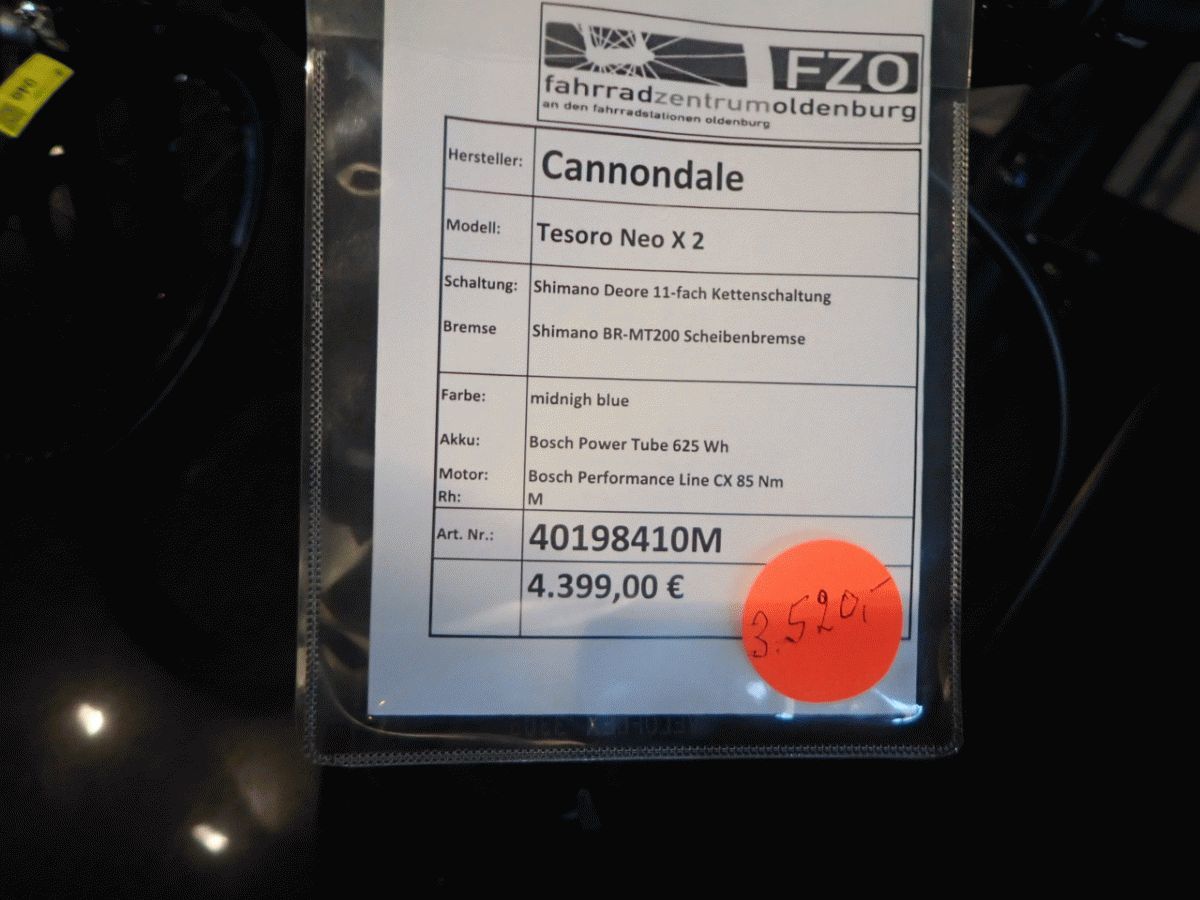 FZO
fahrradzentrumoldenburg
an den fahrradstationen oldenburg
Hersteller: Cannondale
Modell: Tesoro Neo X 2
Schaltung: Shimano Deore 11-fach Kettenschaltung
Bremse Shimano BR-MT200 Scheibenbremse
Farbe: midnigh blue
Akku: Bosch Power Tube 625 Wh
Motor: Bosch Performance Line CX 85 Nm
Rh: M
Art. Nr.: 40198410M
4.399,00 €
3.520,-